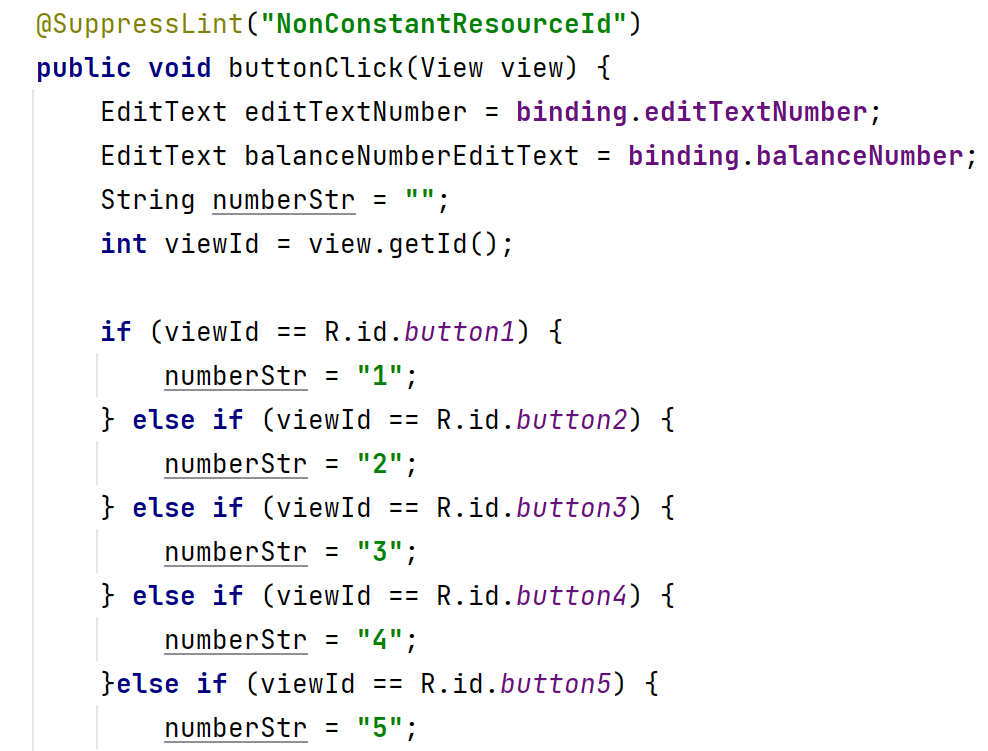 @SuppressLint("NonConstantResourceId")
public void buttonClick(View view) {
EditText editTextNumber = binding.editTextNumber;
EditText balanceNumberEditText = binding.balanceNumber;
String numberStr = "";
int viewId = view.getId();
if (viewId == R.id.button1) {
numberStr = "1";
} else if (viewId == R.id.button2) {
numberStr = "2";
} else if (viewId == R.id.button3) {
numberStr = "3";
} else if (viewId == R.id.button4) {
numberStr = "4";
}else if (viewId == R.id.button5) {
numberStr = "5";